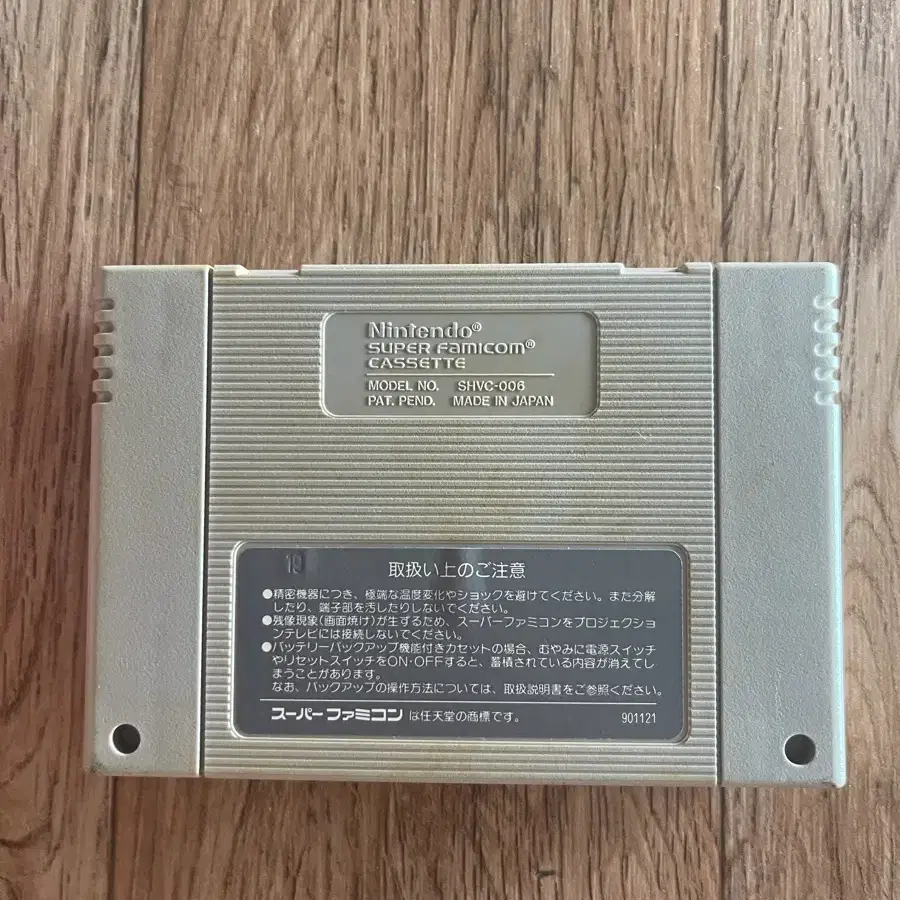 Nintendo®
SUPER FAMICOM®
CASSETTE
MODEL NO. SHVC-006
PAT. PEND. MADE IN JAPAN
19
取扱い上のご注意
●精密機器につき、極端な温度変化やショックを避けてください。また分解
したり、端子部を汚したりしないでください。
●残像現象(画面焼け)が生ずるため、スーパーファミコンをプロジェクショ
ンテレビには接続しないでください。
●バッテリーバックアップ機能付きカセットの場合、むやみに電源スイッチ
やリセットスイッチをON·OFFすると、蓄積されている内容が消えてし
まうことがあります。
なお、バックアップの操作方法については、取扱説明書をご参照ください。
スーパーファミコン は任天堂の商標です。 901121